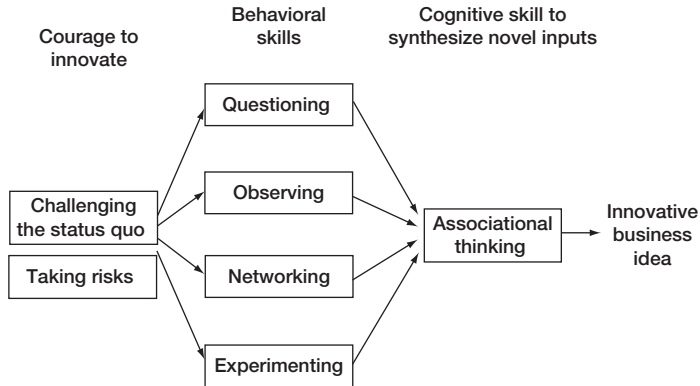 Courage to
innovate
Behavioral
skills
Cognitive skill to
synthesize novel inputs
Challenging
the status quo
Taking risks
Questioning
Observing
Networking
Experimenting
Associational
thinking
Innovative
business
idea